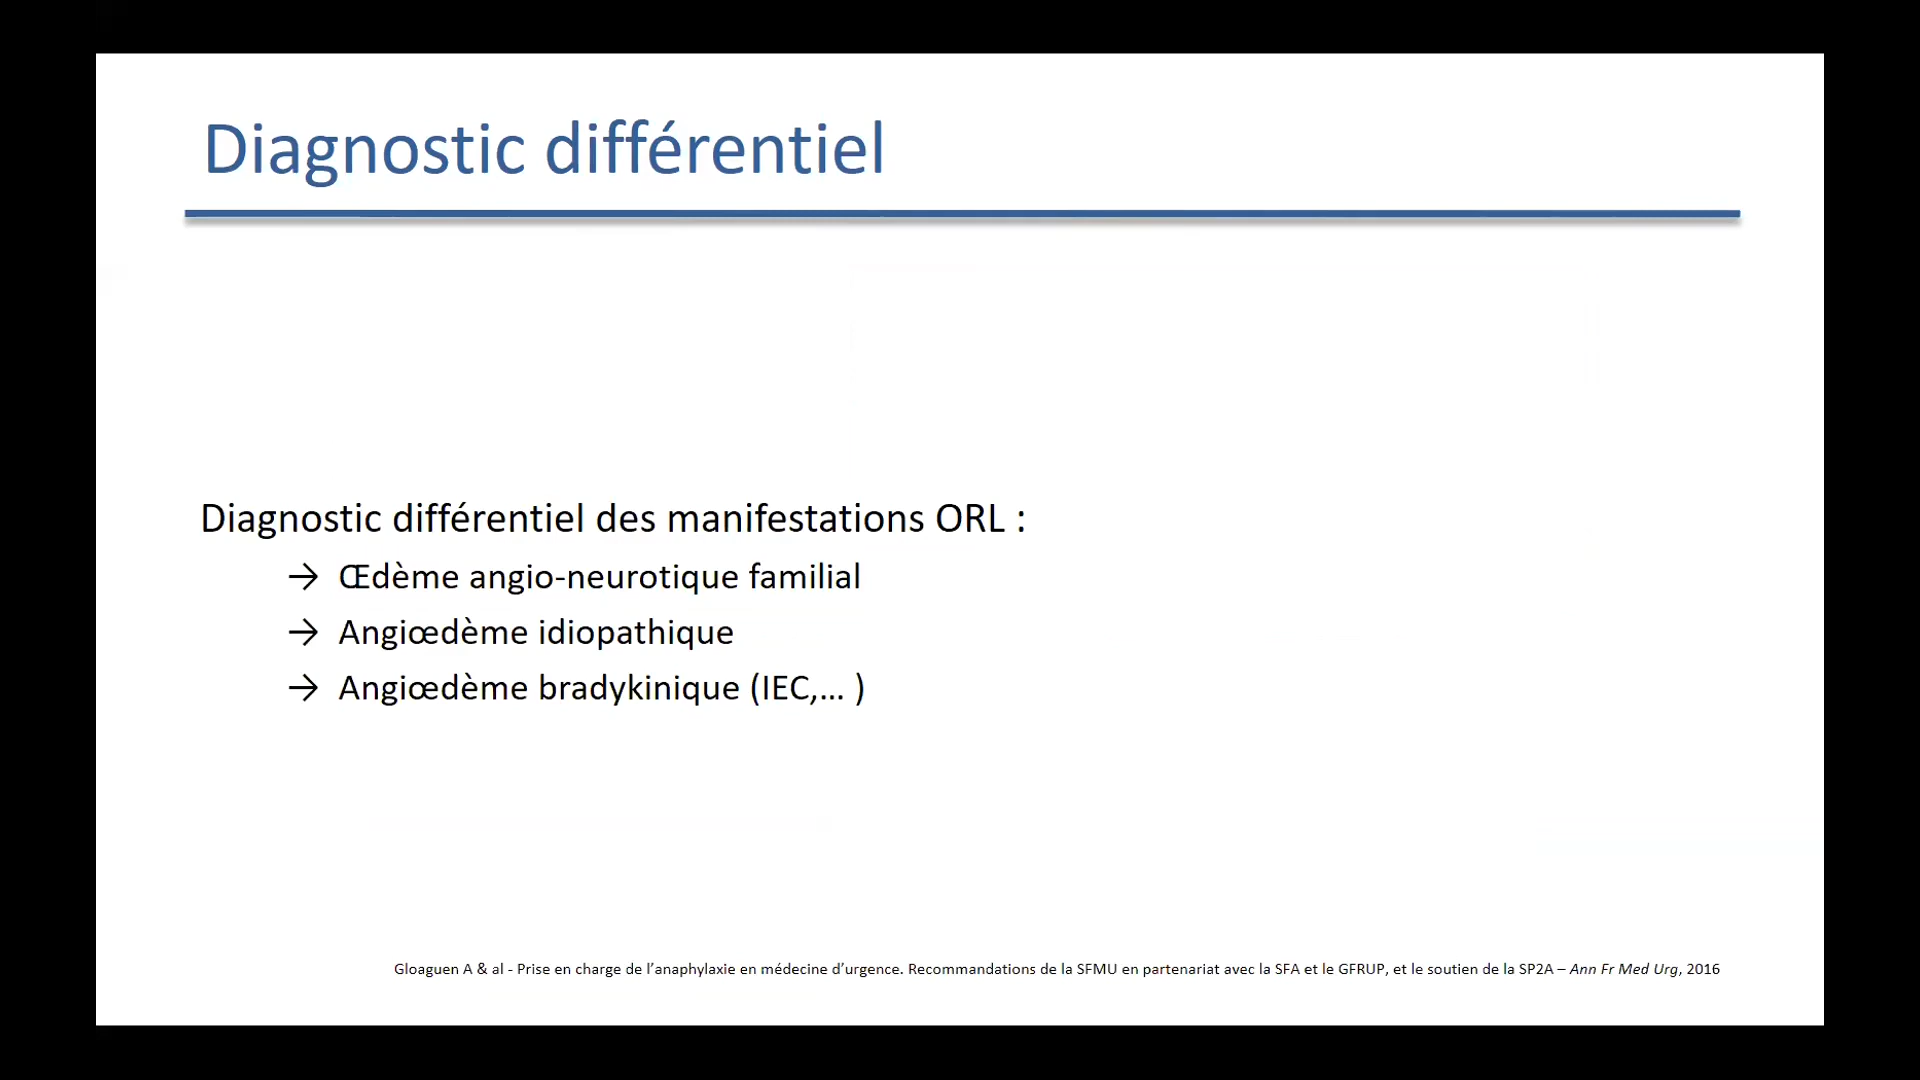 Diagnostic différentiel
Diagnostic différentiel des manifestations ORL :
→ Œdème angio-neurotique familial
→ Angiœdème idiopathique
→ Angiœdème bradykinique (IEC,... )
Gloaguen A & al - Prise en charge de l’anaphylaxie en médecine d’urgence. Recommandations de la SFMU en partenariat avec la SFA et le GFRUP, et le soutien de la SP2A – Ann Fr Med Urg, 2016